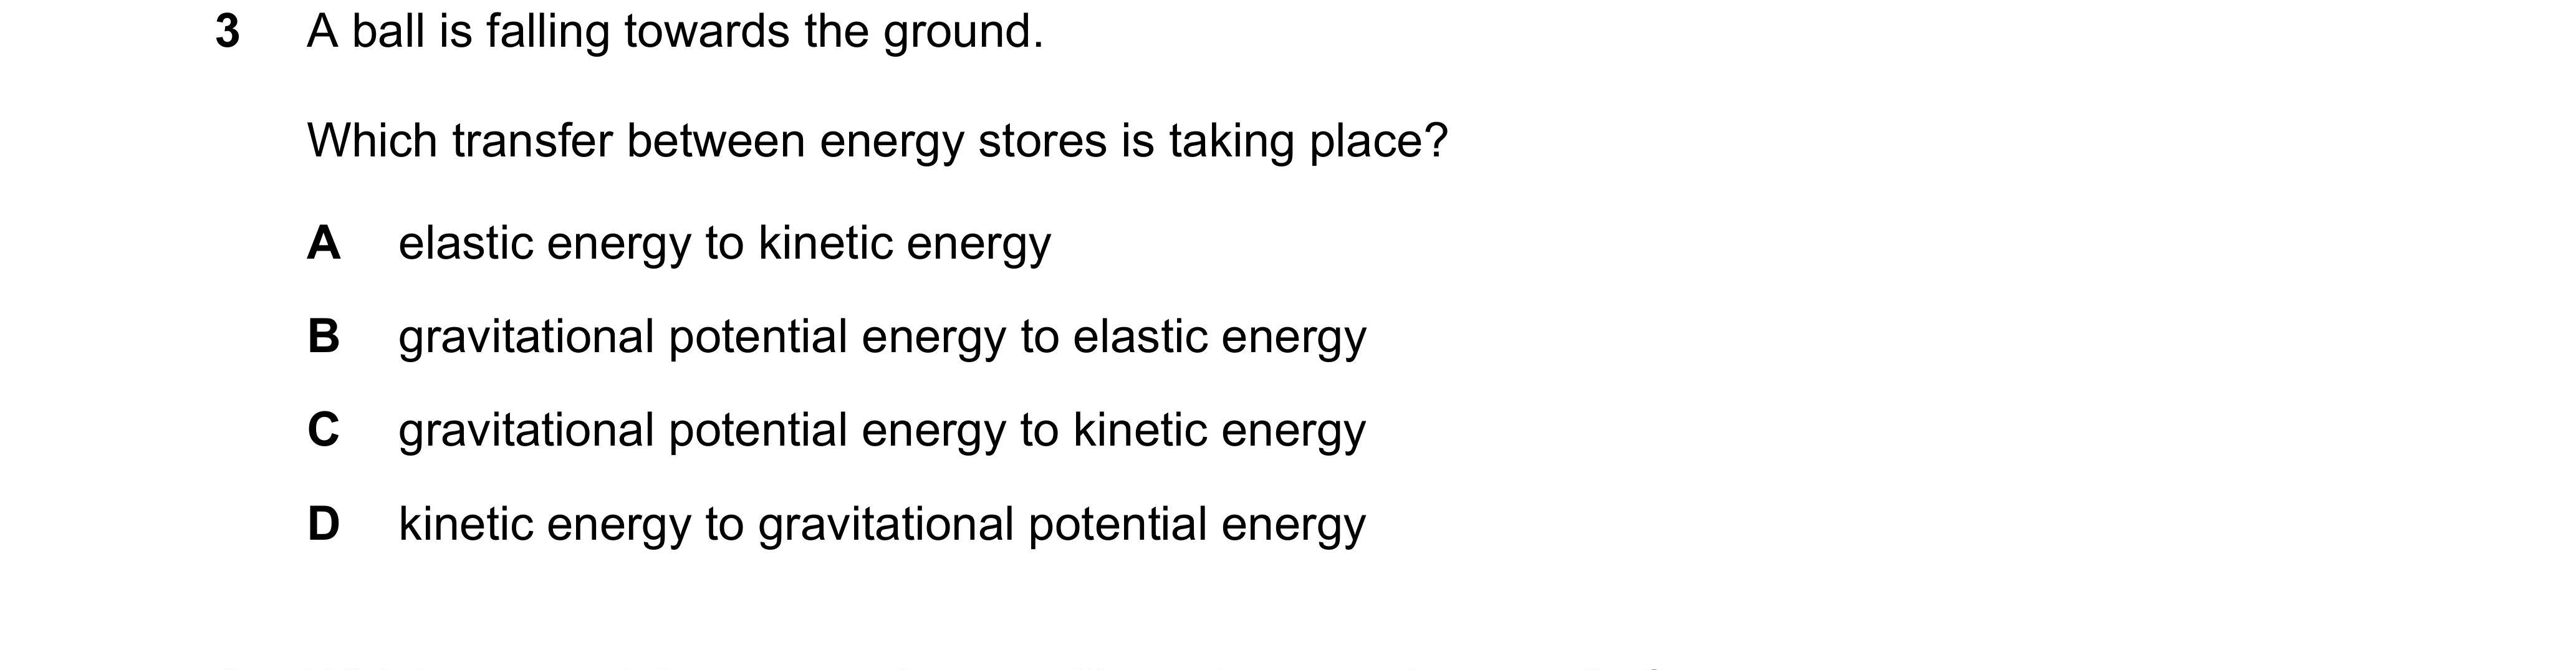 3 A ball is falling towards the ground.
Which transfer between energy stores is taking place?
A elastic energy to kinetic energy
B gravitational potential energy to elastic energy
C gravitational potential energy to kinetic energy
D kinetic energy to gravitational potential energy